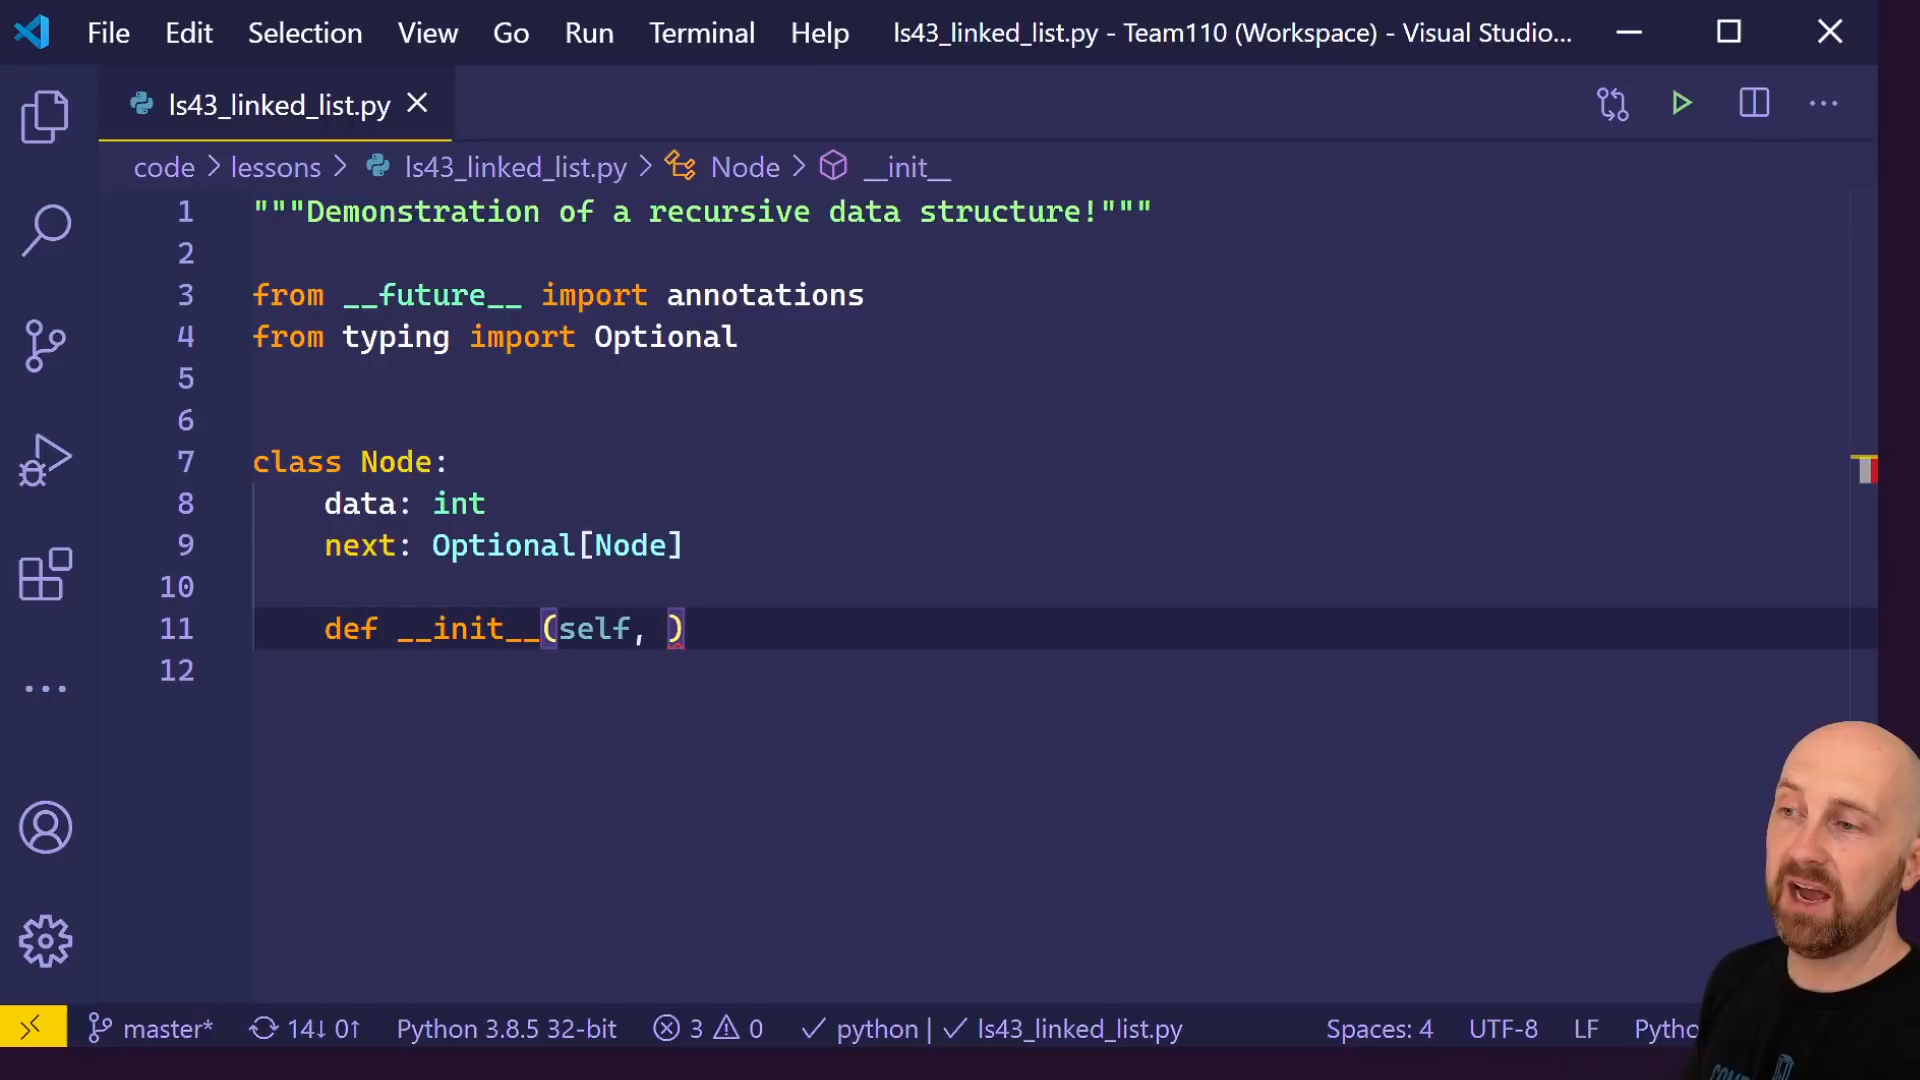 File Edit Selection View Go Run Terminal Help ls43_linked_list.py - Team110 (Workspace) - Visual Studio...
ls43_linked_list.py
code > lessons > ls43_linked_list.py > Node > __init__
1 """Demonstration of a recursive data structure!"""
2
3 from __future__ import annotations
4 from typing import Optional
5
6
7 class Node:
8     data: int
9     next: Optional[Node]
10
11     def __init__(self, )
12
master* 14↓ 0↑ Python 3.8.5 32-bit 3 0 ✓ python | ✓ ls43_linked_list.py Spaces: 4 UTF-8 LF